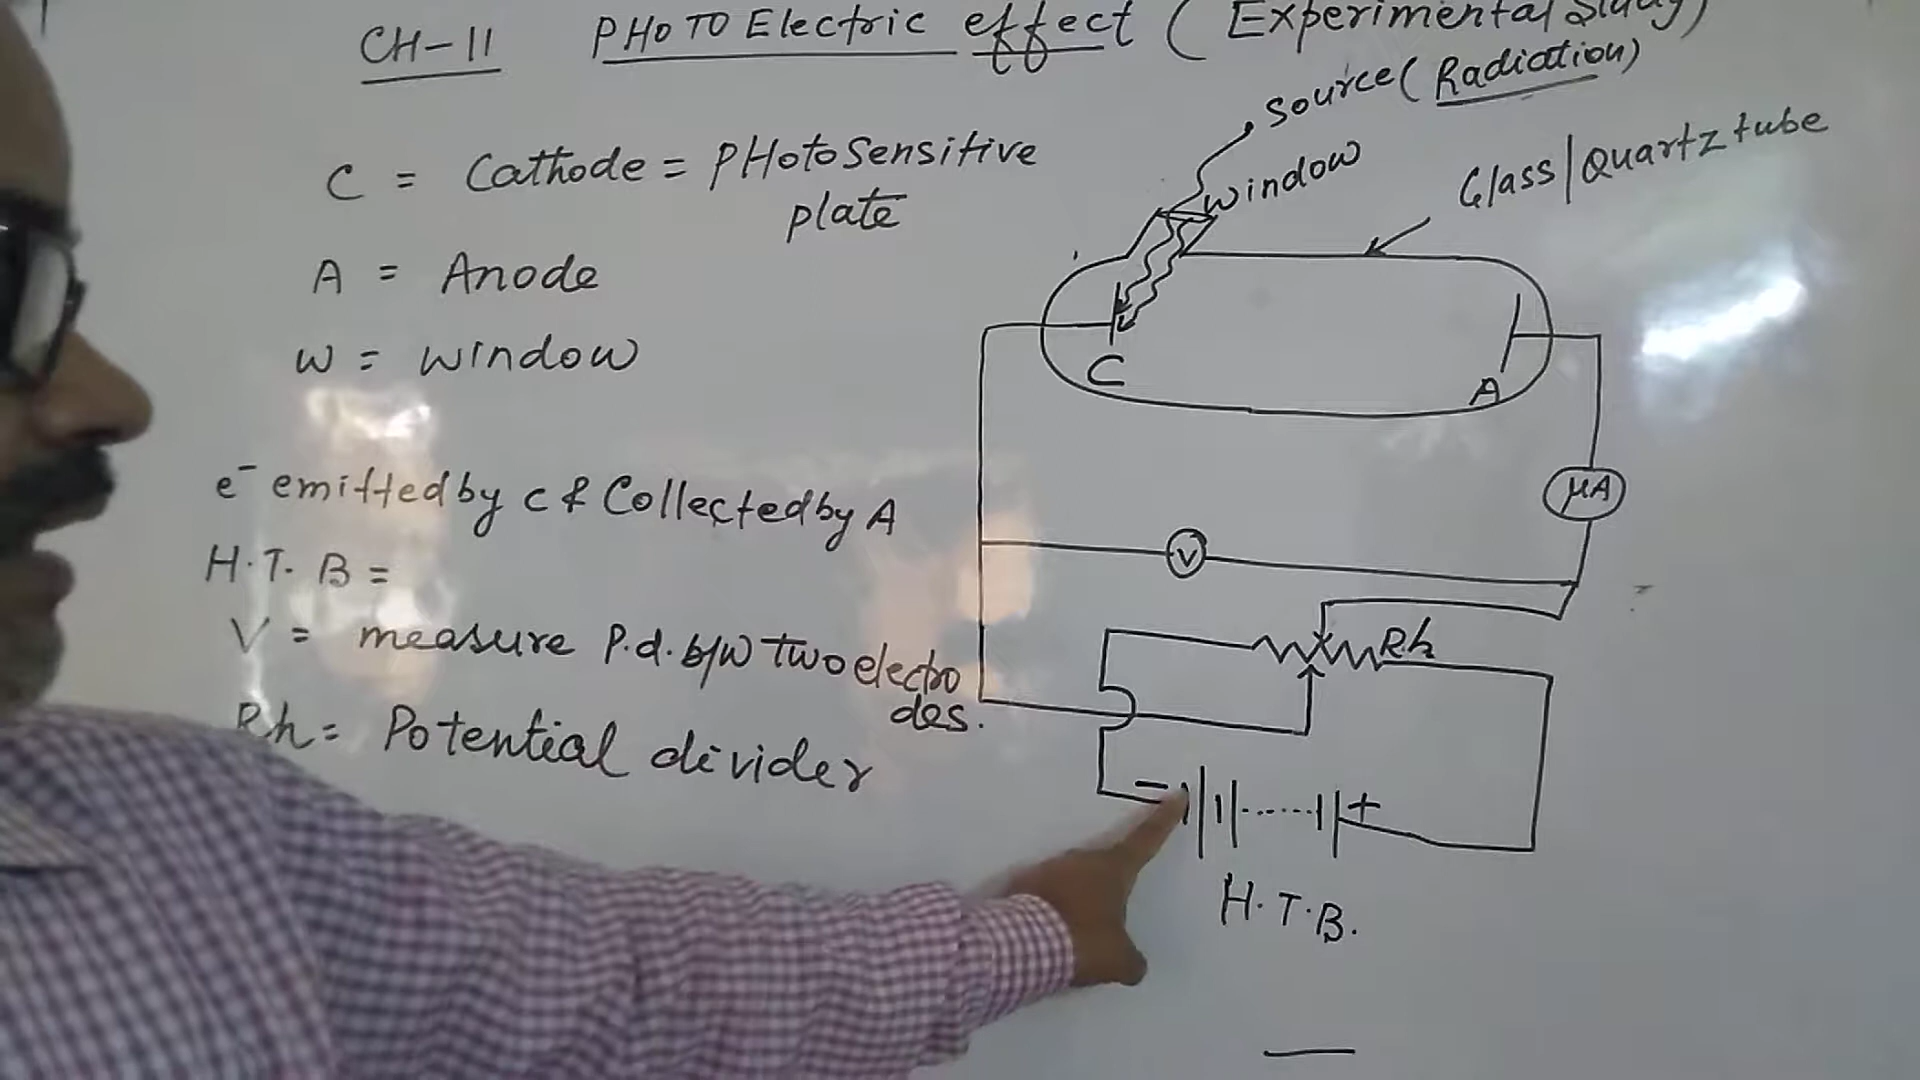 CH-11 PHOTO Electric effect (Experimental Study)
Source (Radiation)
Window
Glass/Quartz tube
C = Cathode = PHotoSensitive
plate
A = Anode
W = Window
C
A
e- emitted by C & Collected by A
μA
V
H.T. B =
V = measure P.d. b/w two electro
des.
Rh
Rh = Potential divider
- +
H.T.B.